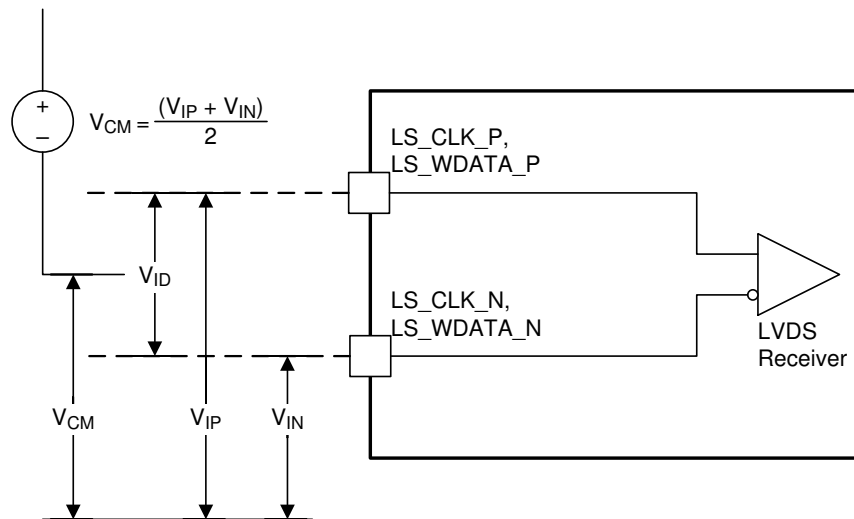 +
–
V_CM = (V_IP + V_IN) / 2
LS_CLK_P,
LS_WDATA_P
V_ID
LS_CLK_N,
LS_WDATA_N
LVDS
Receiver
V_CM
V_IP
V_IN